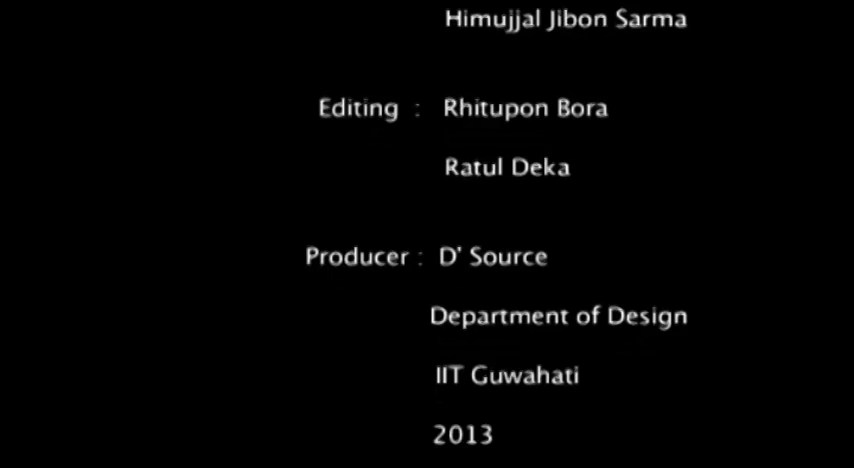 Himujjal Jibon Sarma
Editing : Rhitupon Bora
Ratul Deka
Producer : D' Source
Department of Design
IIT Guwahati
2013